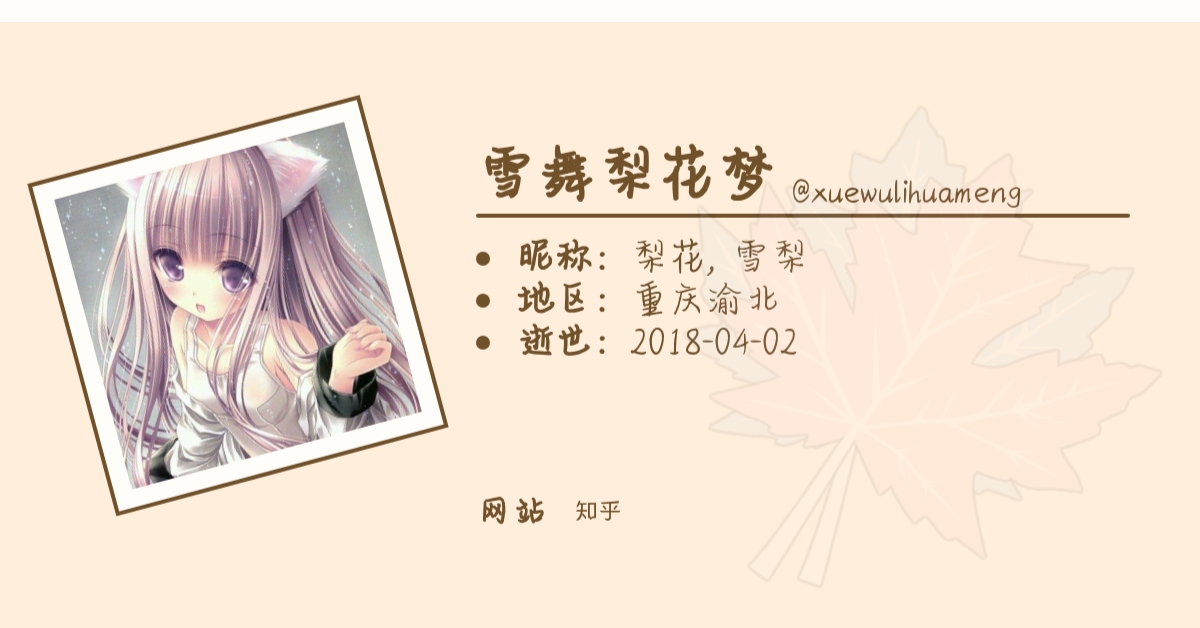 雪舞梨花梦 @xuewulihuameng
昵称： 梨花, 雪梨
地区： 重庆渝北
逝世： 2018-04-02
网站 知乎